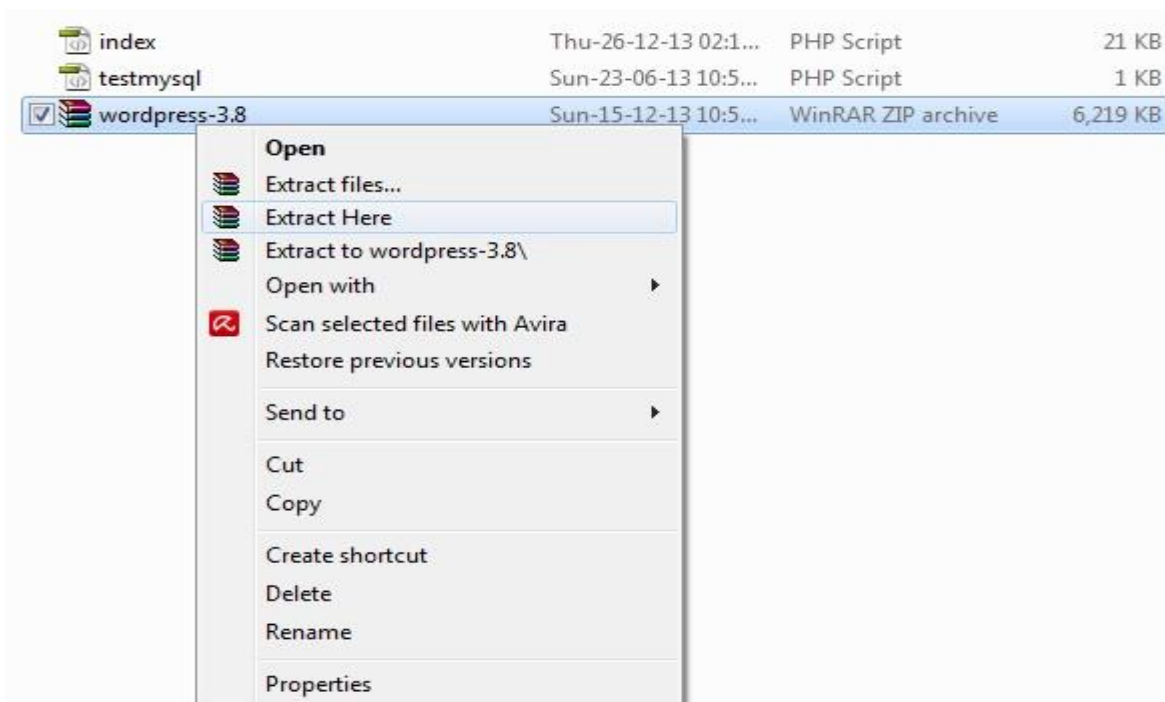 index Thu-26-12-13 02:1... PHP Script 21 KB
testmysql Sun-23-06-13 10:5... PHP Script 1 KB
wordpress-3.8 Sun-15-12-13 10:5... WinRAR ZIP archive 6,219 KB
Open
Extract files...
Extract Here
Extract to wordpress-3.8\
Open with
Scan selected files with Avira
Restore previous versions
Send to
Cut
Copy
Create shortcut
Delete
Rename
Properties